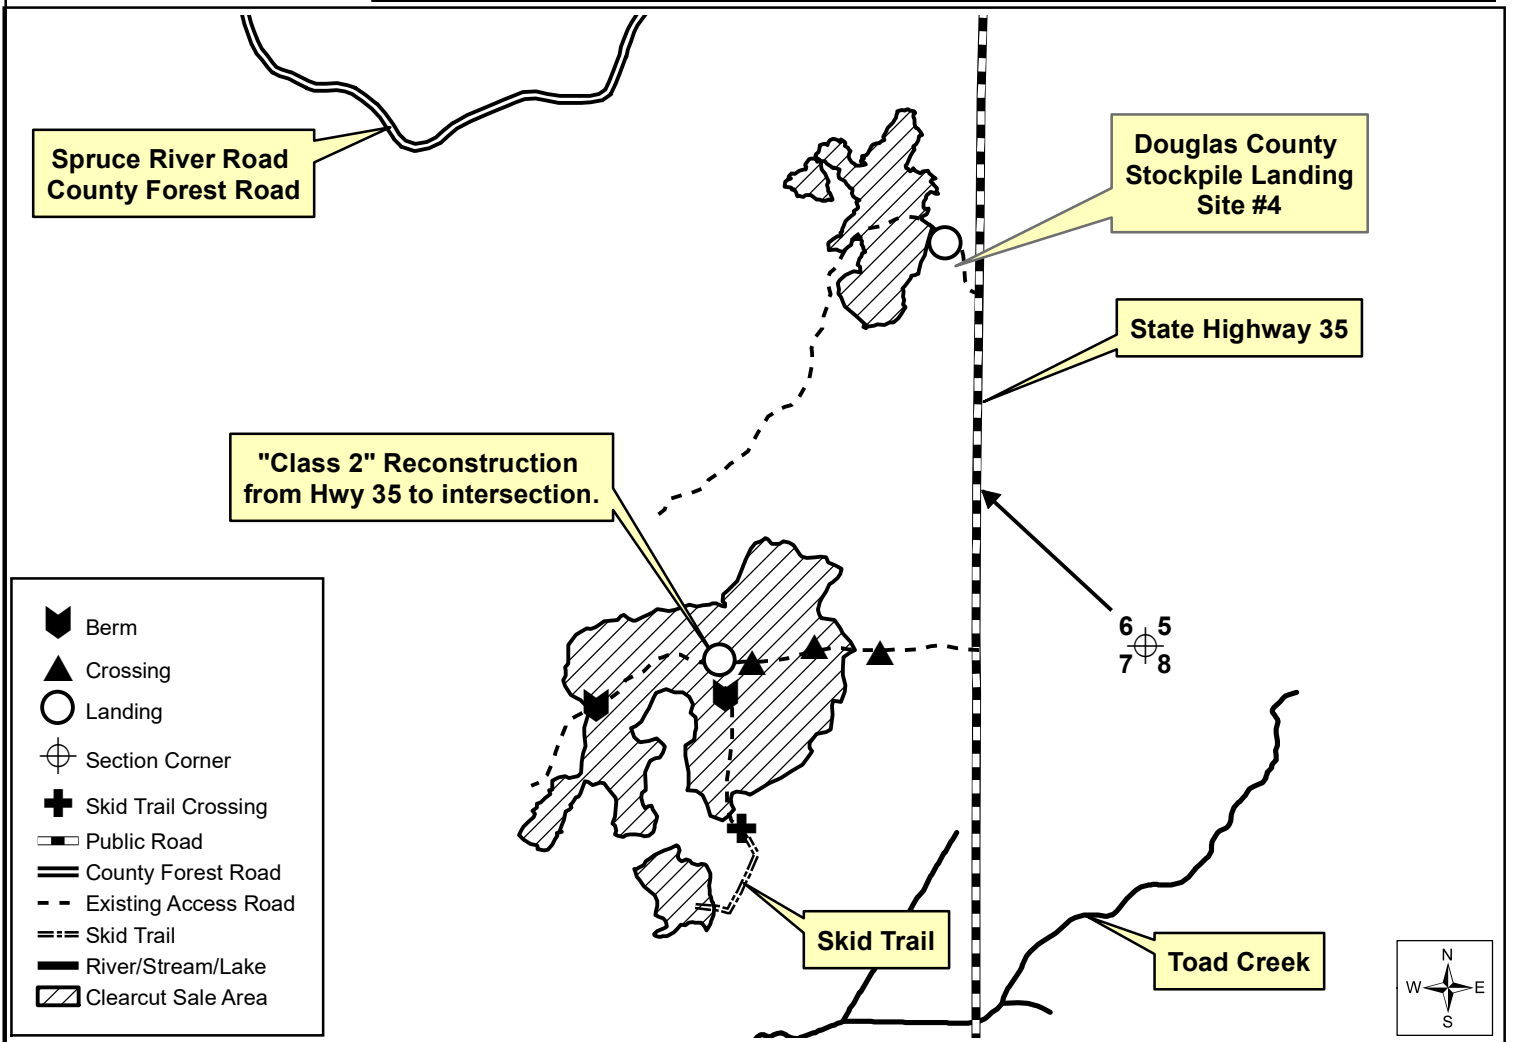 Spruce River Road
County Forest Road
Douglas County
Stockpile Landing
Site #4
State Highway 35
"Class 2" Reconstruction
from Hwy 35 to intersection.
6 5
7 8
Berm
Crossing
Landing
Section Corner
Skid Trail Crossing
Public Road
County Forest Road
Existing Access Road
Skid Trail
River/Stream/Lake
Clearcut Sale Area
Skid Trail
Toad Creek
N
W E
S